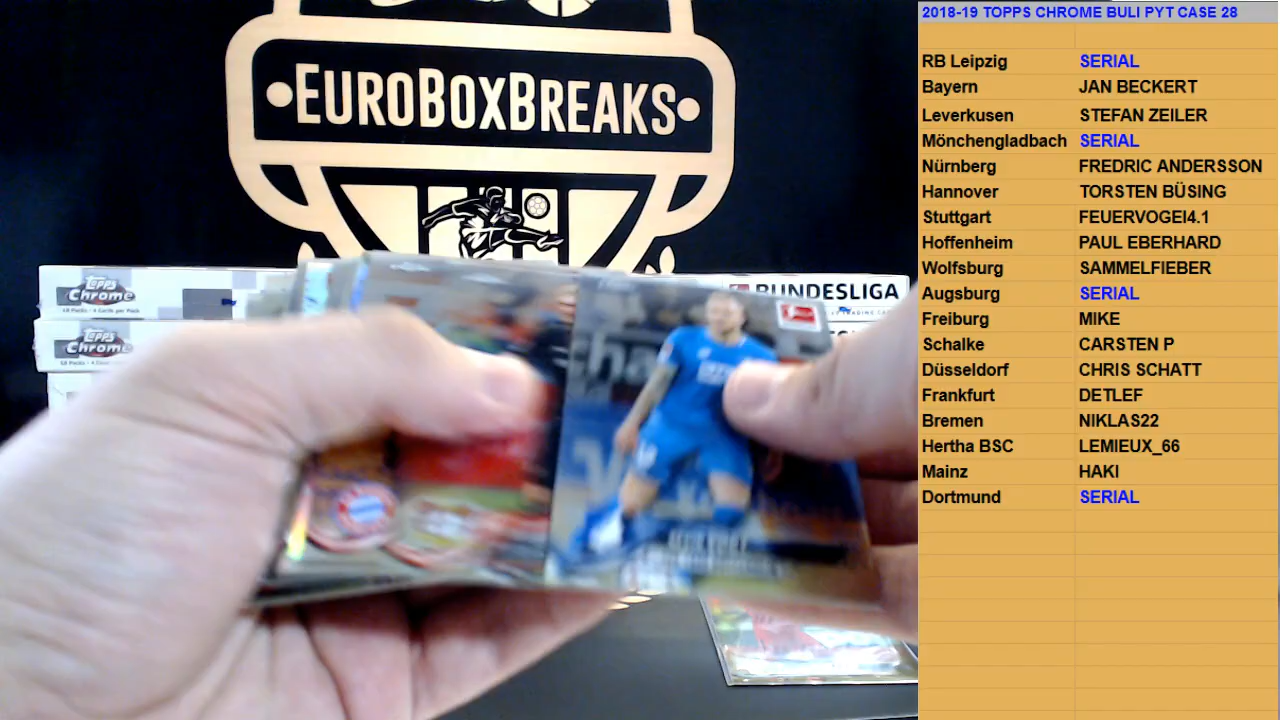 2018-19 TOPPS CHROME BULI PYT CASE 28
RB Leipzig SERIAL
Bayern JAN BECKERT
Leverkusen STEFAN ZEILER
Mönchengladbach SERIAL
Nürnberg FREDRIC ANDERSSON
Hannover TORSTEN BÜSING
Stuttgart FEUERVOGEl4.1
Hoffenheim PAUL EBERHARD
Wolfsburg SAMMELFIEBER
Augsburg SERIAL
Freiburg MIKE
Schalke CARSTEN P
Düsseldorf CHRIS SCHATT
Frankfurt DETLEF
Bremen NIKLAS22
Hertha BSC LEMIEUX_66
Mainz HAKI
Dortmund SERIAL
EUROBOXBREAKS
TOPPS
Chrome
BUNDESLIGA
TOPPS
Chrome